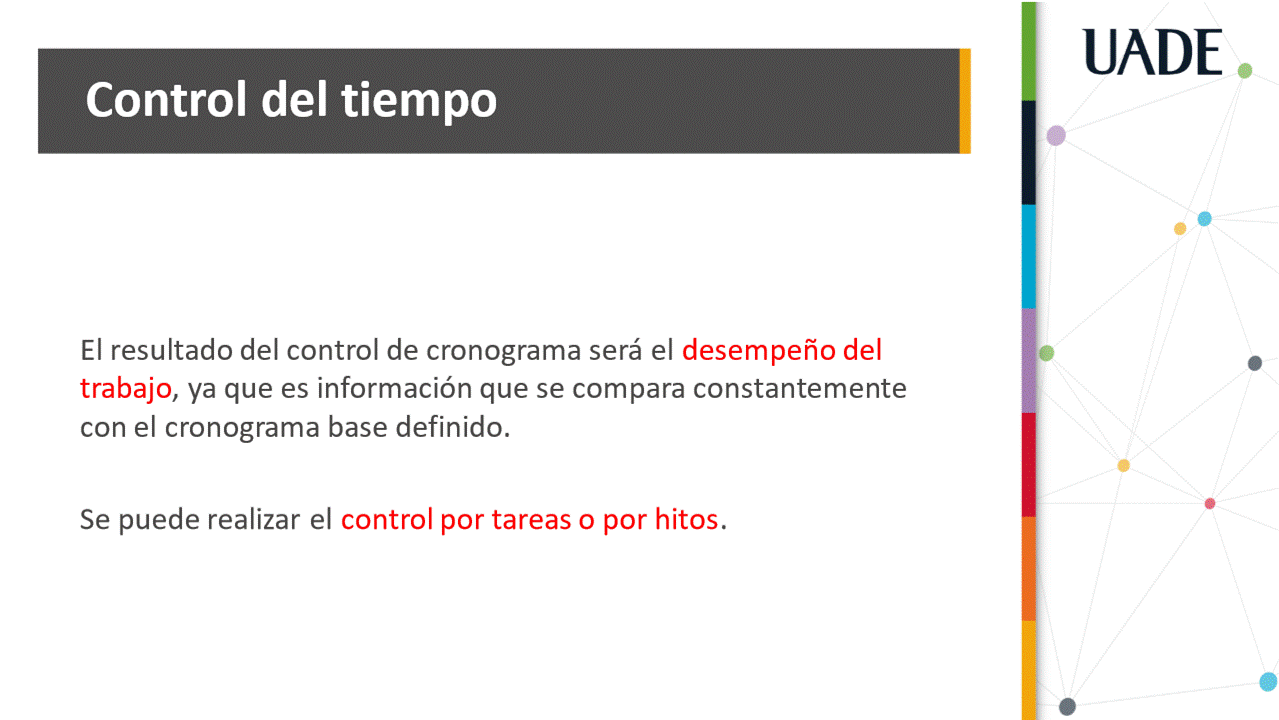 UADE
Control del tiempo
El resultado del control de cronograma será el desempeño del
trabajo, ya que es información que se compara constantemente
con el cronograma base definido.
Se puede realizar el control por tareas o por hitos.